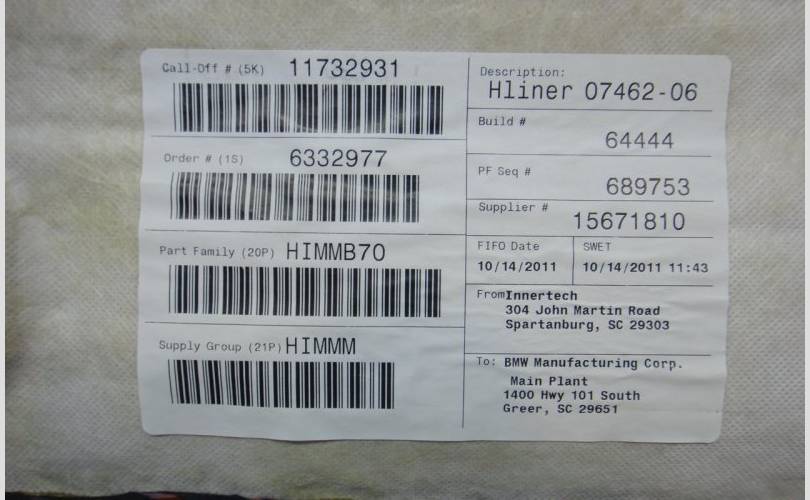 Call-Off # (5K) 11732931
Order # (1S) 6332977
Part Family (20P) HIMMB70
Supply Group (21P) HIMMM
Description:
Hliner 07462-06
Build #
64444
PF Seq #
689753
Supplier #
15671810
FIFO Date
10/14/2011
SWET
10/14/2011 11:43
From Innertech
304 John Martin Road
Spartanburg, SC 29303
To: BMW Manufacturing Corp.
Main Plant
1400 Hwy 101 South
Greer, SC 29651